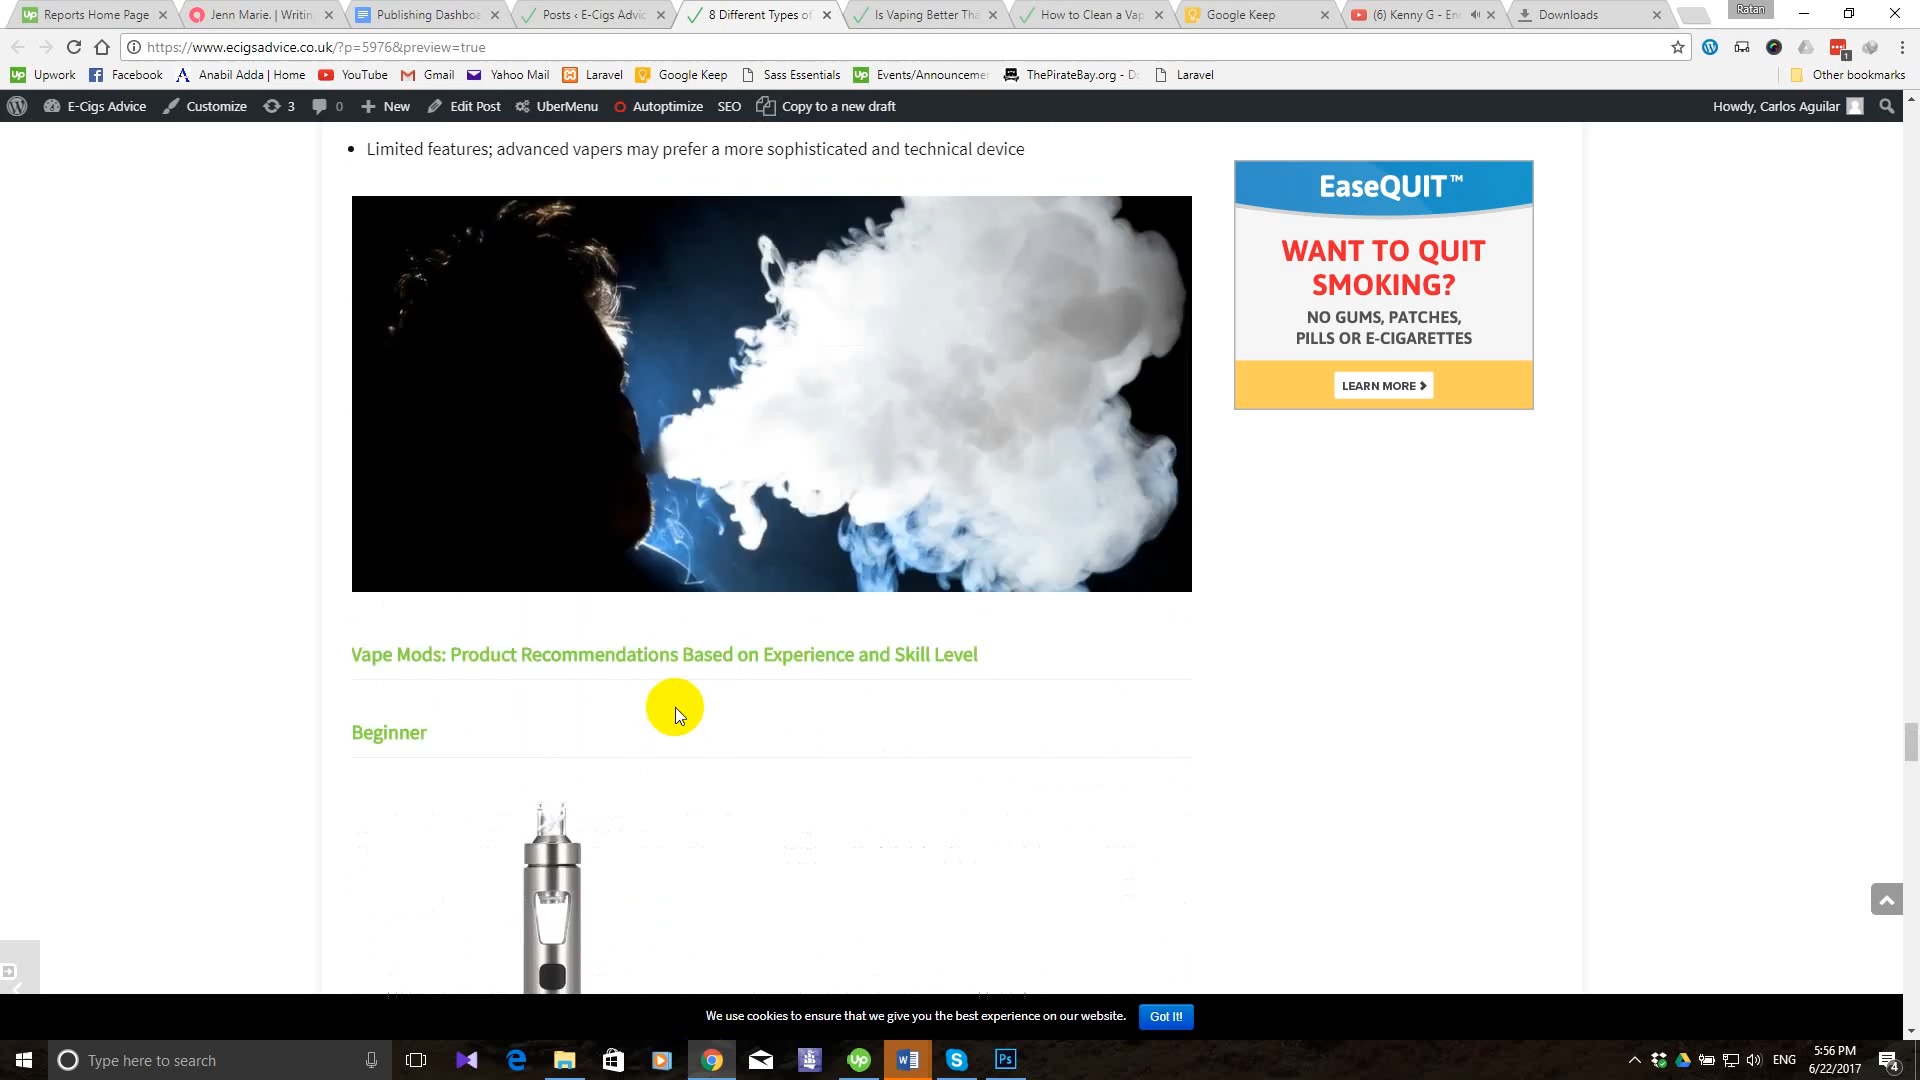 Ratan
Reports Home Page
Jenn Marie. | Writin
Publishing Dashboa
Posts ‹ E-Cigs Advic
8 Different Types of
Is Vaping Better Tha
How to Clean a Vap
Google Keep
(6) Kenny G - En
Downloads
https://www.ecigsadvice.co.uk/?p=5976&preview=true
1
Upwork
Facebook
Anabil Adda | Home
YouTube
Gmail
Yahoo Mail
Laravel
Google Keep
Sass Essentials
Events/Announceme
ThePirateBay.org - Do
Laravel
Other bookmarks
E-Cigs Advice
Customize
3
0
New
Edit Post
UberMenu
Autoptimize
SEO
Copy to a new draft
Howdy, Carlos Aguilar
Limited features; advanced vapers may prefer a more sophisticated and technical device
EaseQUIT™
WANT TO QUIT
SMOKING?
NO GUMS, PATCHES,
PILLS OR E-CIGARETTES
LEARN MORE
Vape Mods: Product Recommendations Based on Experience and Skill Level
Beginner
We use cookies to ensure that we give you the best experience on our website.
Got It!
Type here to search
ENG
5:56 PM
6/22/2017
4